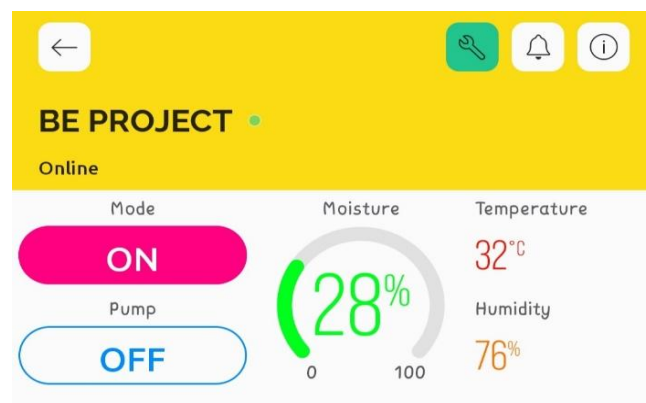 BE PROJECT
Online
Mode
ON
Pump
OFF
Moisture
28%
0 100
Temperature
32°C
Humidity
76%